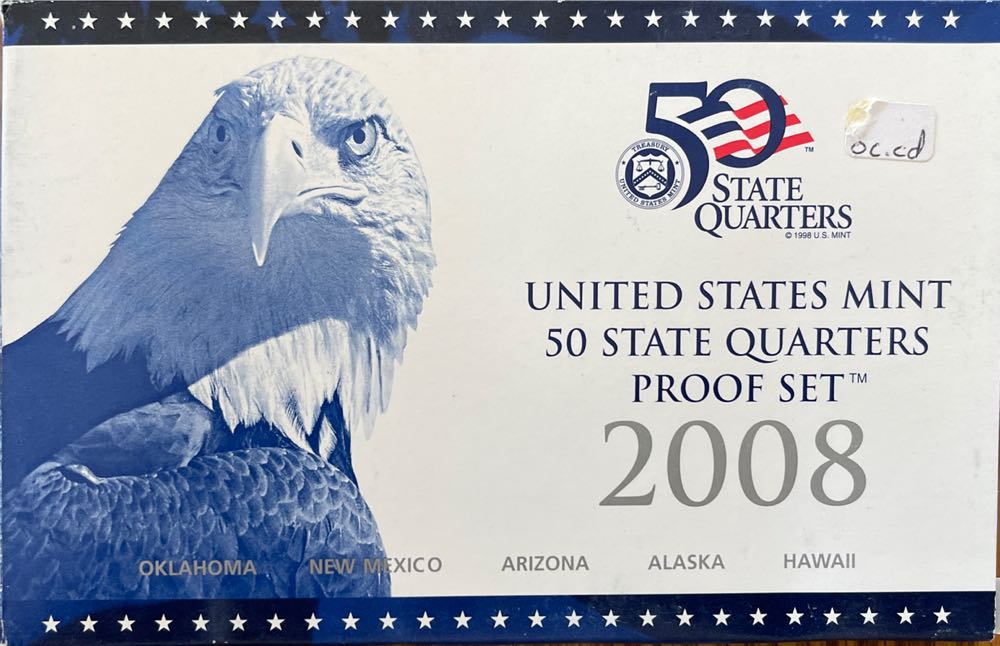 50
TREASURY
UNITED STATES MINT
TM
STATE
QUARTERS
© 1998 U.S. MINT
oc.cd
UNITED STATES MINT
50 STATE QUARTERS
PROOF SET™
2008
OKLAHOMA NEW MEXICO ARIZONA ALASKA HAWAII